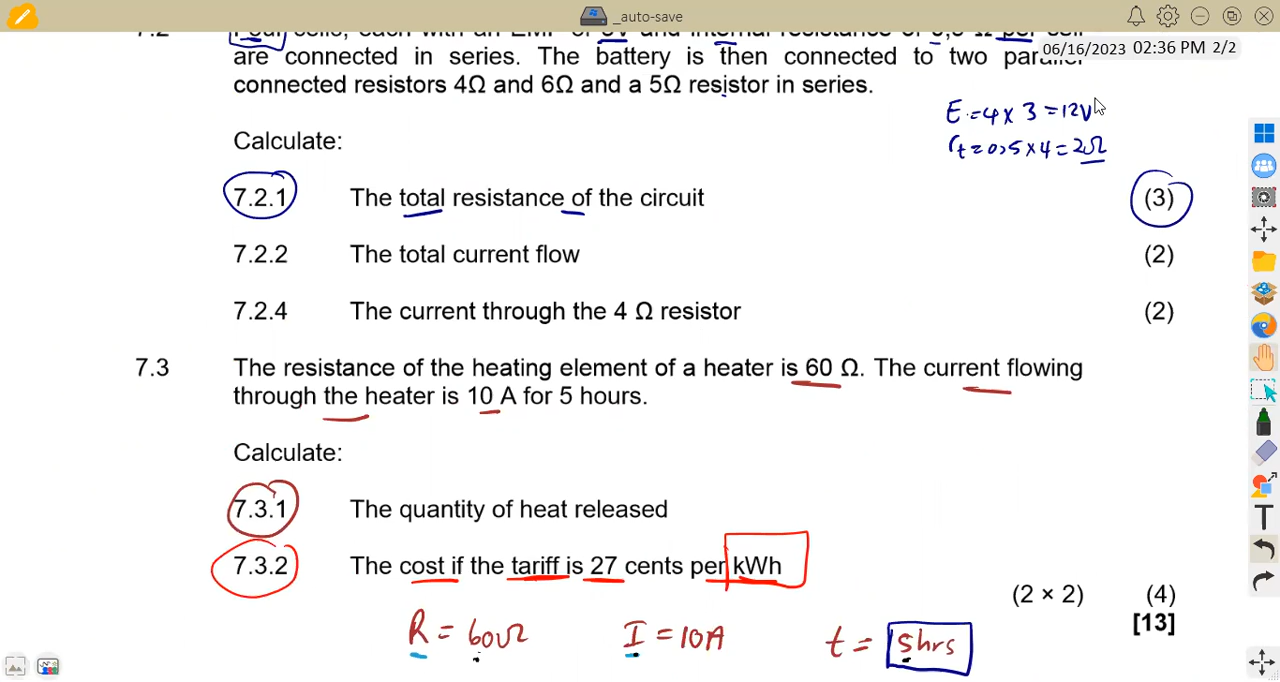 _auto-save
06/16/2023 02:36 PM 2/2
are connected in series. The battery is then connected to two parallel
connected resistors 4Ω and 6Ω and a 5Ω resistor in series.
E = 4 x 3 = 12V
rt = 0,5 x 4 = 2Ω
Calculate:
7.2.1 The total resistance of the circuit (3)
7.2.2 The total current flow (2)
7.2.4 The current through the 4 Ω resistor (2)
7.3 The resistance of the heating element of a heater is 60 Ω. The current flowing
through the heater is 10 A for 5 hours.
Calculate:
7.3.1 The quantity of heat released
7.3.2 The cost if the tariff is 27 cents per kWh
(2 × 2) (4)
[13]
R = 60Ω I = 10A t = 5hrs